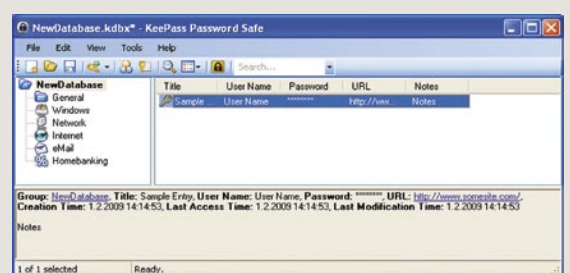 NewDatabase.kdbx* - KeePass Password Safe
File Edit View Tools Help
Search...
NewDatabase
General
Windows
Network
Internet
eMail
Homebanking
Title User Name Password URL Notes
Sample ... User Name ******** http://ww... Notes
Group: NewDatabase, Title: Sample Entry, User Name: User Name, Password: ********, URL: http://www.somesite.com/,
Creation Time: 1.2.2009 14:14:53, Last Access Time: 1.2.2009 14:14:53, Last Modification Time: 1.2.2009 14:14:53
Notes
1 of 1 selected Ready.